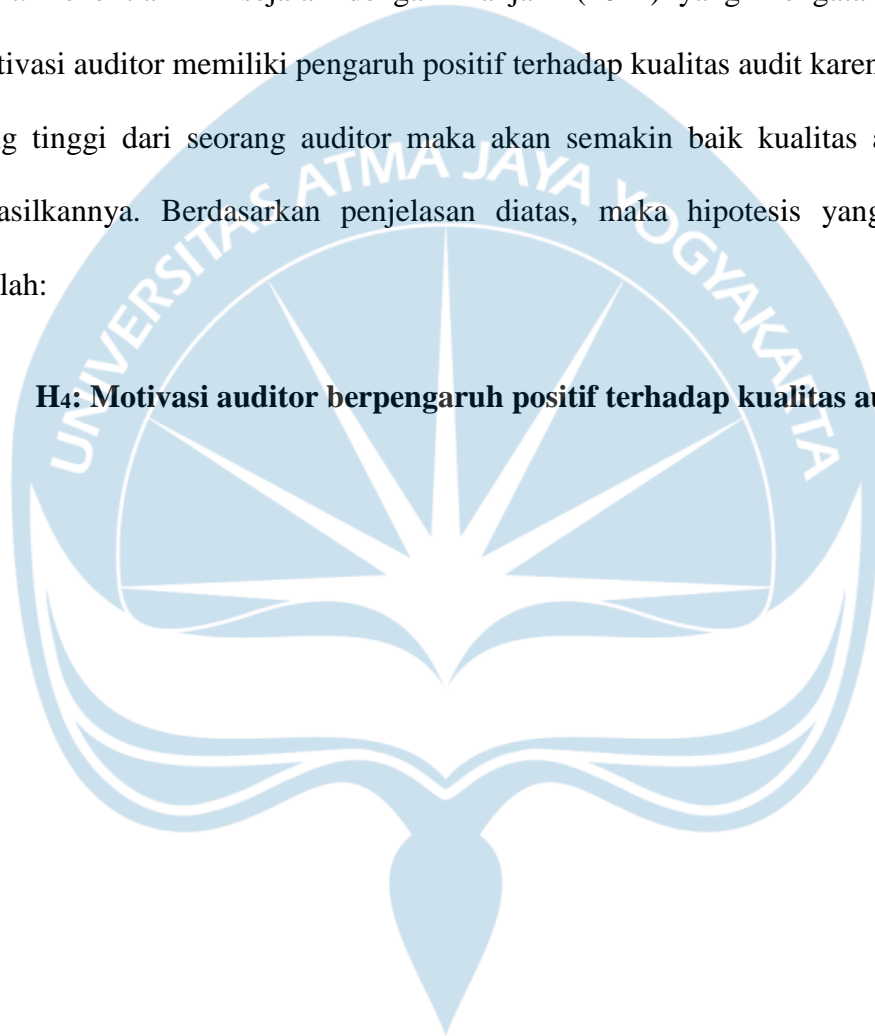 tivasi auditor memiliki pengaruh positif terhadap kualitas audit karen
g tinggi dari seorang auditor maka akan semakin baik kualitas a
asilkannya. Berdasarkan penjelasan diatas, maka hipotesis yang
lah:
H4: Motivasi auditor berpengaruh positif terhadap kualitas au
UNIVERSITAS ATMA JAYA YOGYAKARTA